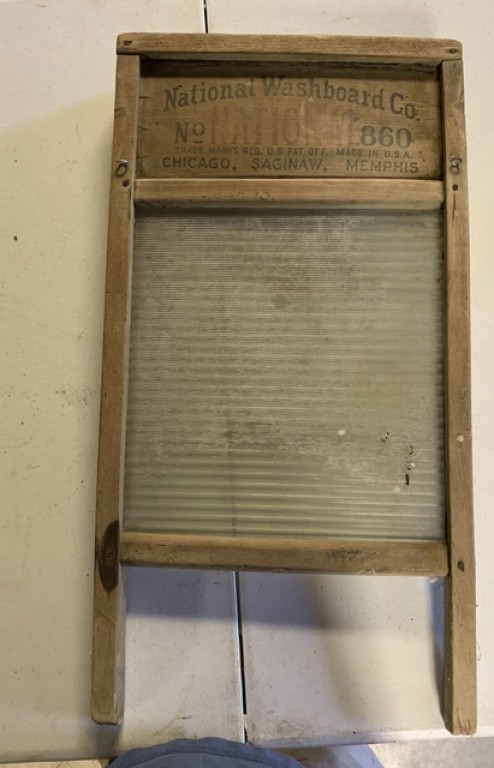 National Washboard Co.
No NATIONAL 860
TRADE MARKS REG. U.S. PAT. OFF. MADE IN U.S.A.
CHICAGO, SAGINAW, MEMPHIS